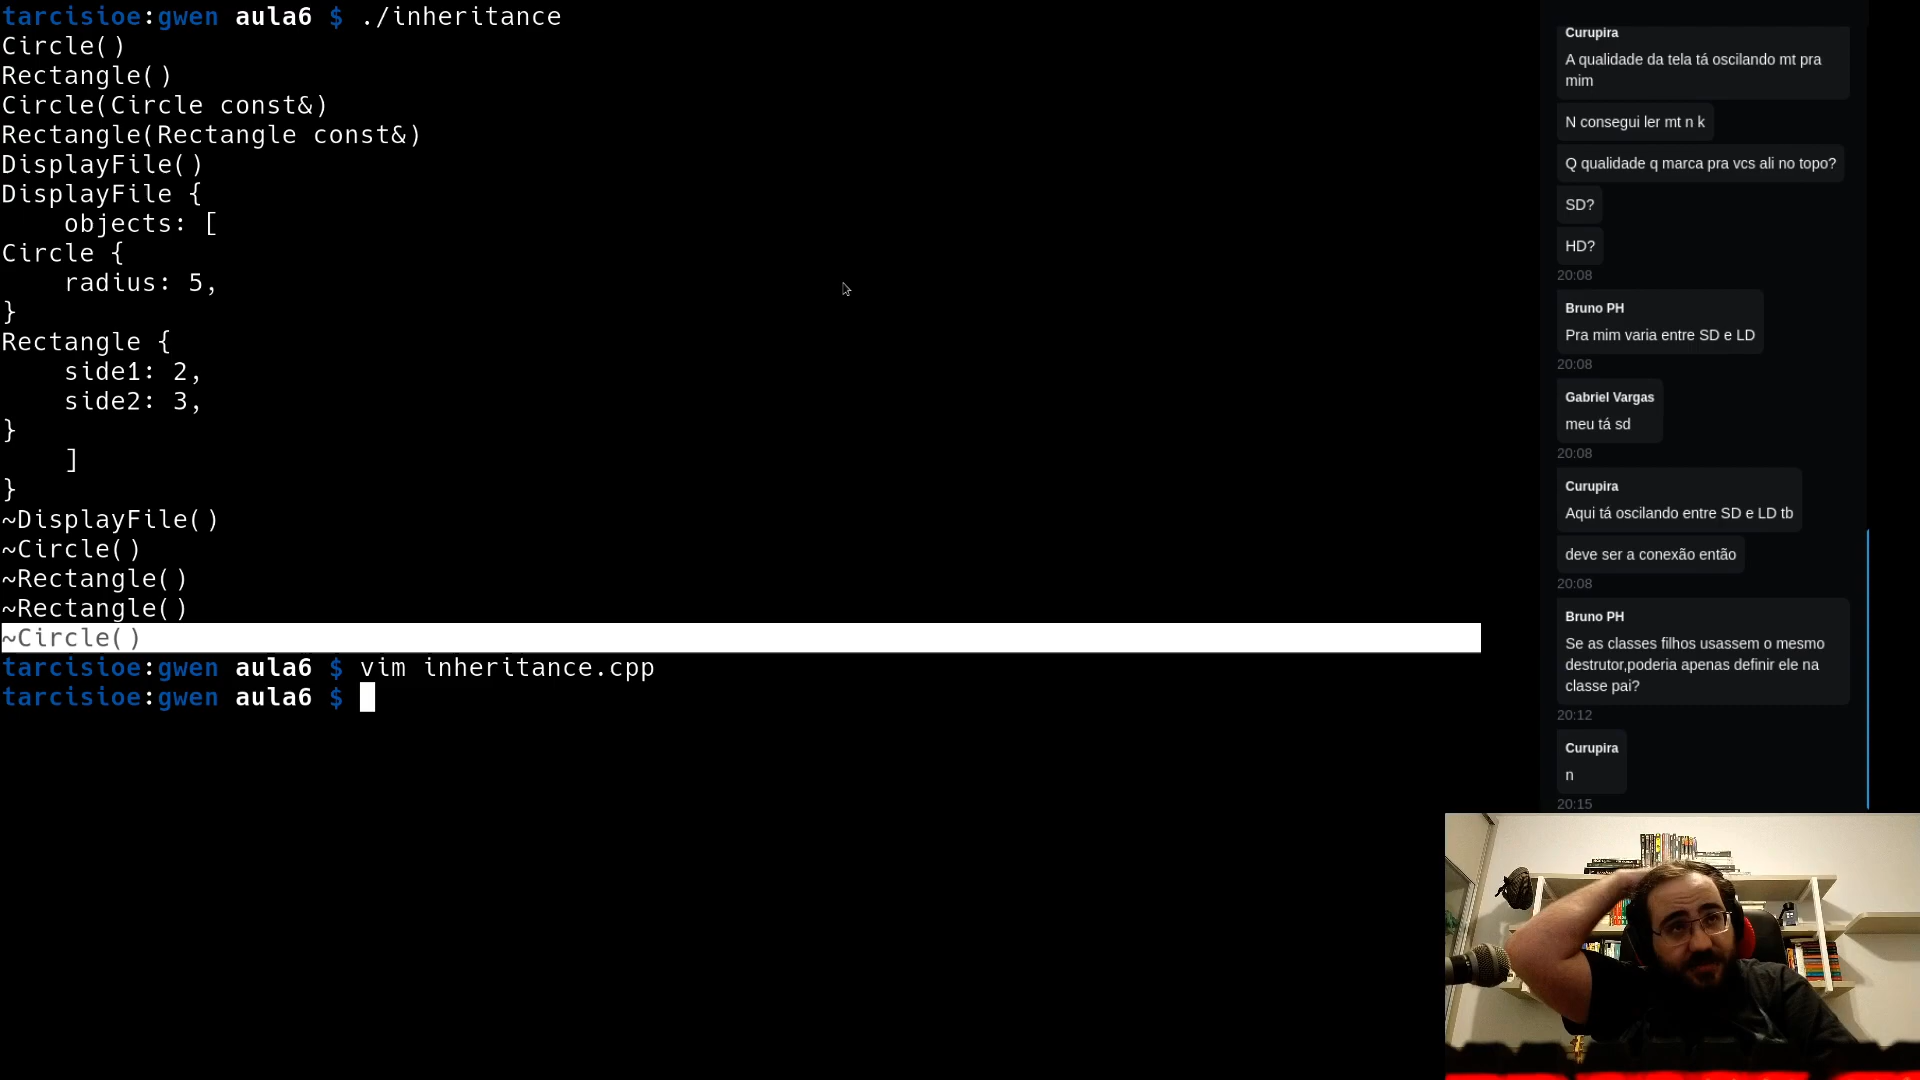 tarcisioe:gwen aula6 $ ./inheritance
Circle()
Rectangle()
Circle(Circle const&)
Rectangle(Rectangle const&)
DisplayFile()
DisplayFile {
    objects: [
Circle {
    radius: 5,
}
Rectangle {
    side1: 2,
    side2: 3,
}
    ]
}
~DisplayFile()
~Circle()
~Rectangle()
~Rectangle()
~Circle()
tarcisioe:gwen aula6 $ vim inheritance.cpp
tarcisioe:gwen aula6 $
Curupira
A qualidade da tela tá oscilando mt pra
mim
N consegui ler mt n k
Q qualidade q marca pra vcs ali no topo?
SD?
HD?
20:08
Bruno PH
Pra mim varia entre SD e LD
20:08
Gabriel Vargas
meu tá sd
20:08
Curupira
Aqui tá oscilando entre SD e LD tb
deve ser a conexão então
20:08
Bruno PH
Se as classes filhos usassem o mesmo
destrutor,poderia apenas definir ele na
classe pai?
20:12
Curupira
n
20:15